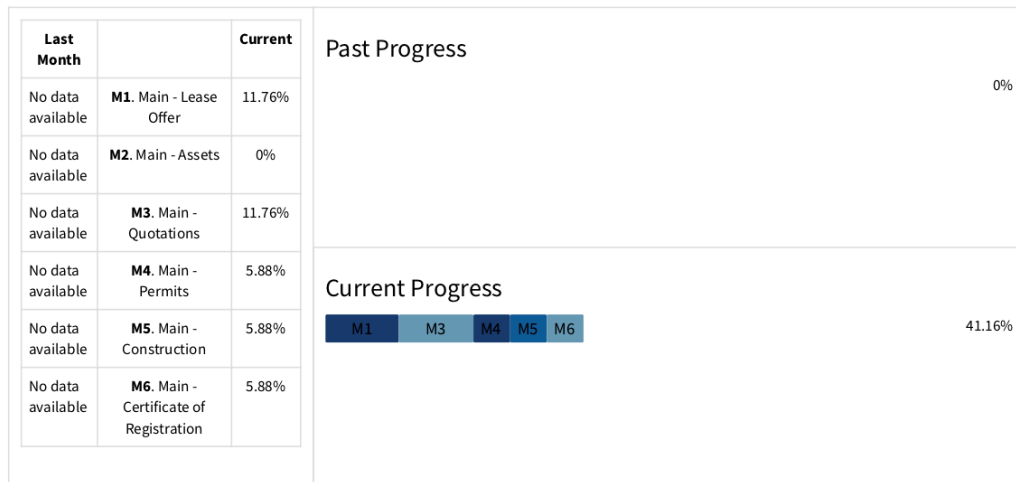 Last
Month
Current
No data
available
M1. Main - Lease
Offer
11.76%
No data
available
M2. Main - Assets
0%
No data
available
M3. Main -
Quotations
11.76%
No data
available
M4. Main -
Permits
5.88%
No data
available
M5. Main -
Construction
5.88%
No data
available
M6. Main -
Certificate of
Registration
5.88%
Past Progress
0%
Current Progress
M1 M3 M4 M5 M6
41.16%